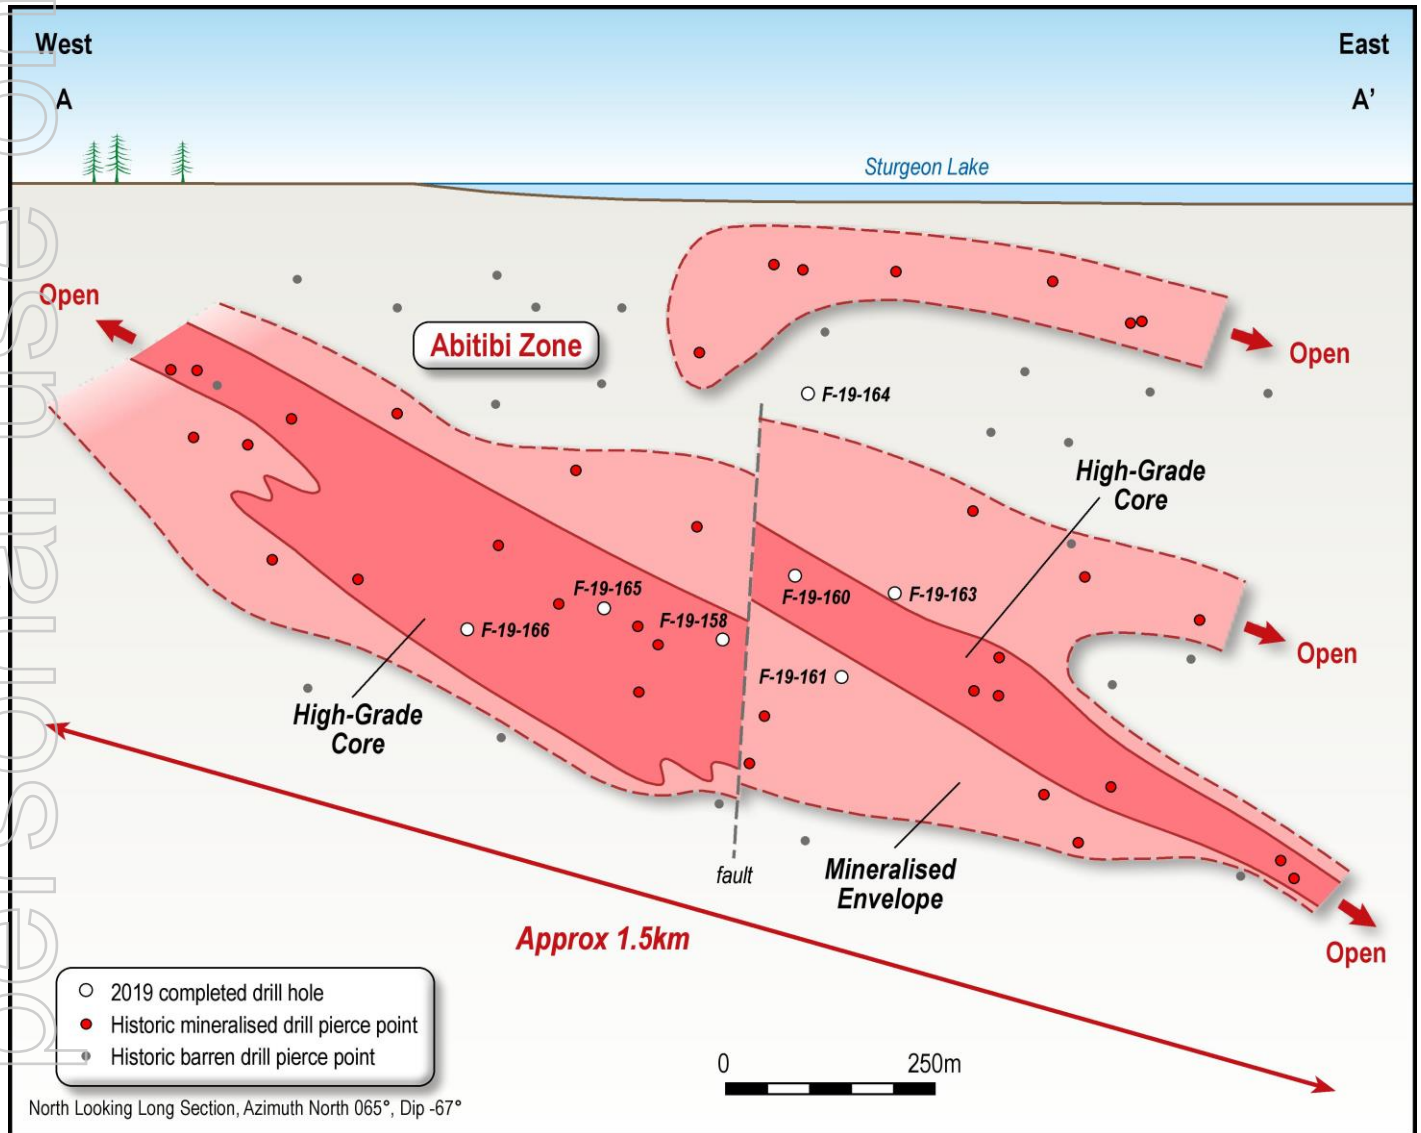 West
East
A
A'
Sturgeon Lake
Open
Abitibi Zone
Open
F-19-164
High-Grade
Core
F-19-165
F-19-160
F-19-163
F-19-158
F-19-166
Open
F-19-161
High-Grade
Core
Mineralised
Envelope
fault
Approx 1.5km
Open
2019 completed drill hole
Historic mineralised drill pierce point
Historic barren drill pierce point
0 250m
North Looking Long Section, Azimuth North 065°, Dip -67°
personal use on